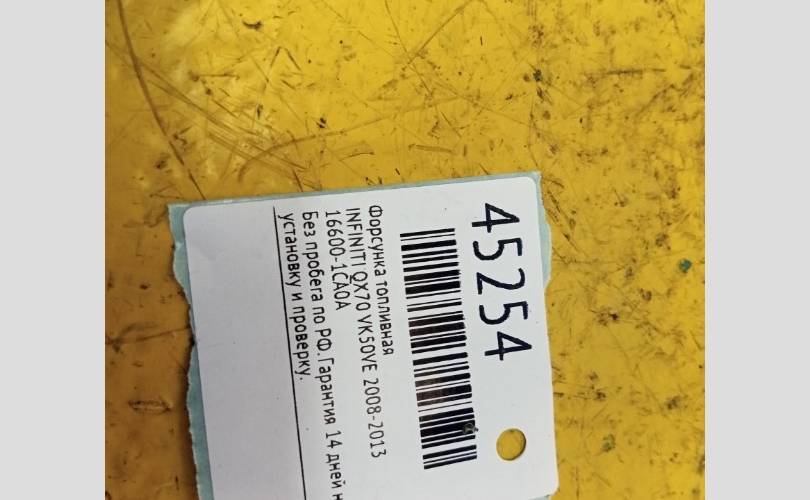 45254
Форсунка топливная
INFINITI QX70 VK50VE 2008-2013
16600-1CA0A
Без пробега по РФ. Гарантия 14 дней н
установку и проверку.